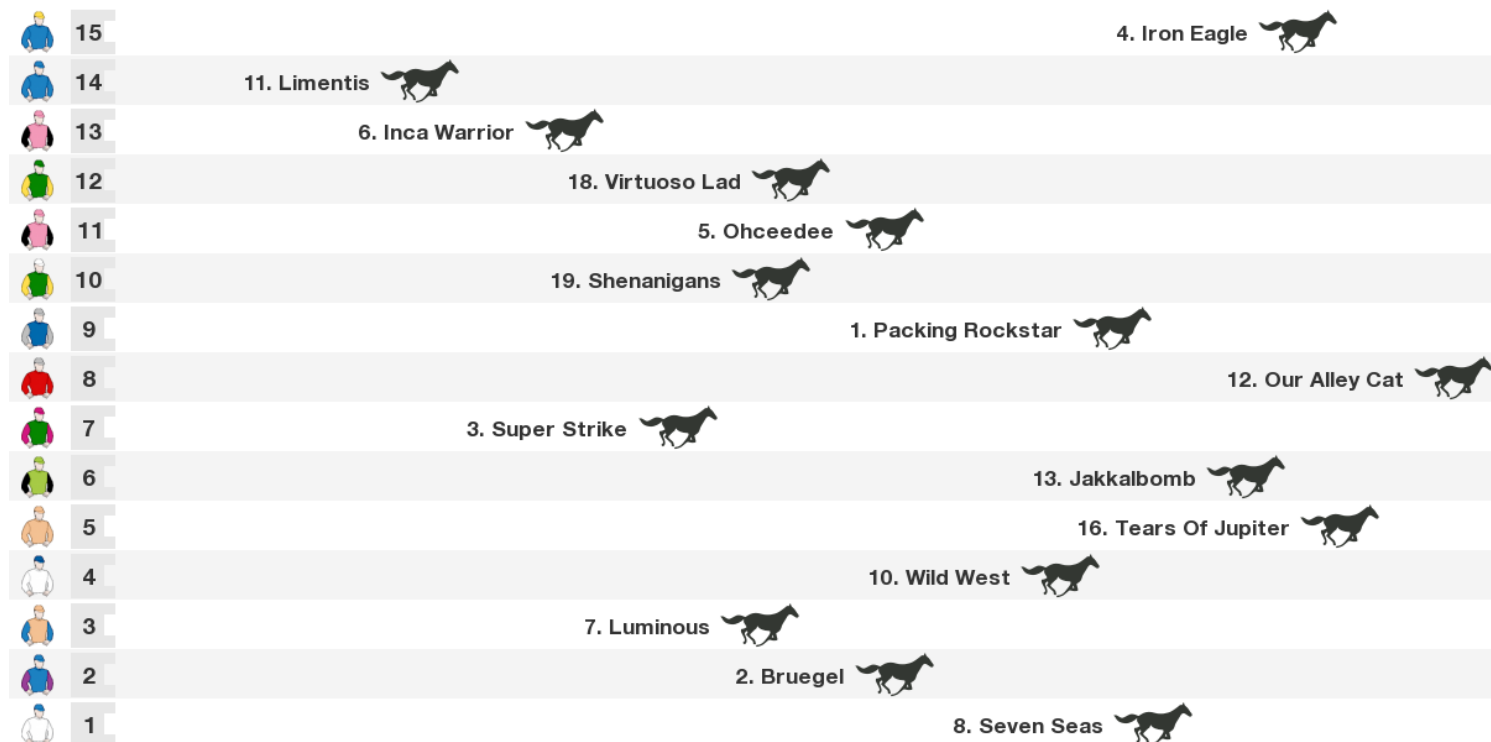 15 4. Iron Eagle
14 11. Limentis
13 6. Inca Warrior
12 18. Virtuoso Lad
11 5. Ohceedee
10 19. Shenanigans
9 1. Packing Rockstar
8 12. Our Alley Cat
7 3. Super Strike
6 13. Jakkalbomb
5 16. Tears Of Jupiter
4 10. Wild West
3 7. Luminous
2 2. Bruegel
1 8. Seven Seas